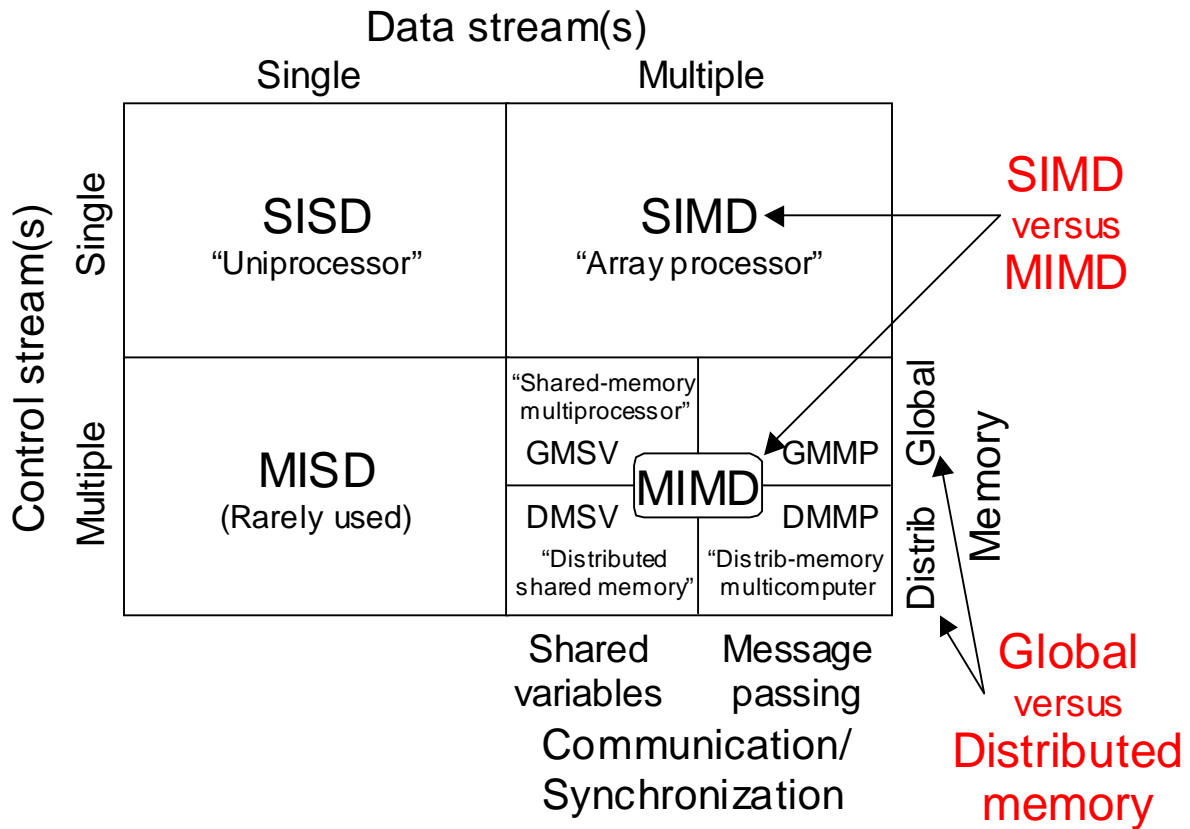 Data stream(s)
Single
Multiple
Control stream(s)
Single
Multiple
SISD
“Uniprocessor”
SIMD
“Array processor”
MISD
(Rarely used)
“Shared-memory
multiprocessor”
GMSV
GMMP
MIMD
DMSV
DMMP
“Distributed
shared memory”
“Distrib-memory
multicomputer
Global
Distrib
Memory
Shared
variables
Message
passing
Communication/
Synchronization
SIMD
versus
MIMD
Global
versus
Distributed
memory